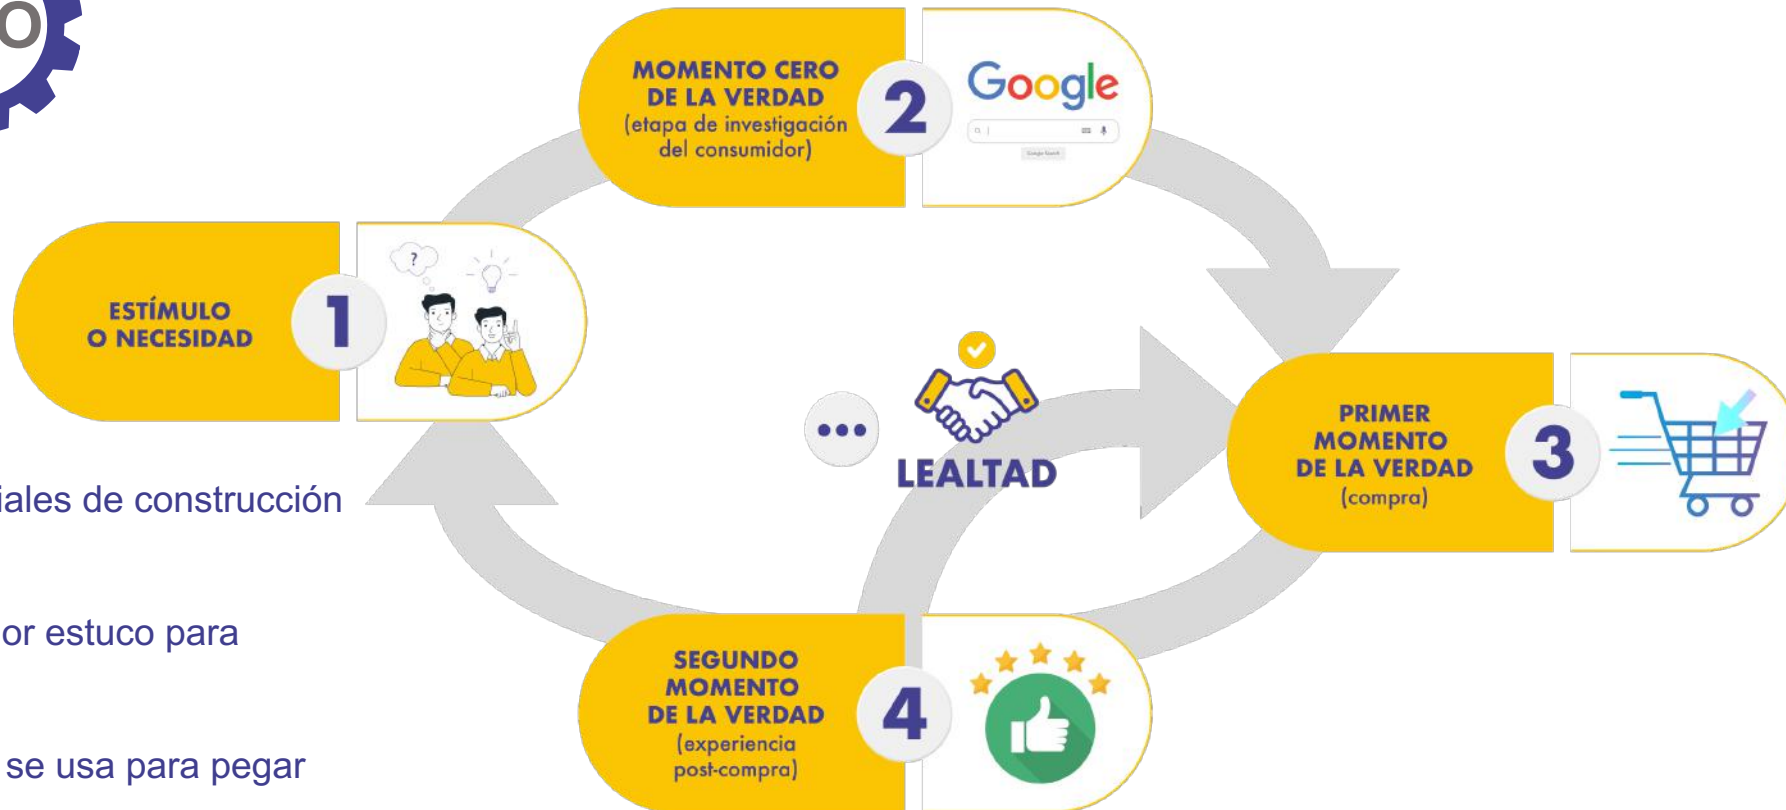 O
MOMENTO CERO
DE LA VERDAD
(etapa de investigación
del consumidor)
2
Google
Google Search
ESTÍMULO
O NECESIDAD
1
?
LEALTAD
PRIMER
MOMENTO
DE LA VERDAD
(compra)
3
iales de construcción
or estuco para
se usa para pegar
SEGUNDO
MOMENTO
DE LA VERDAD
(experiencia
post-compra)
4